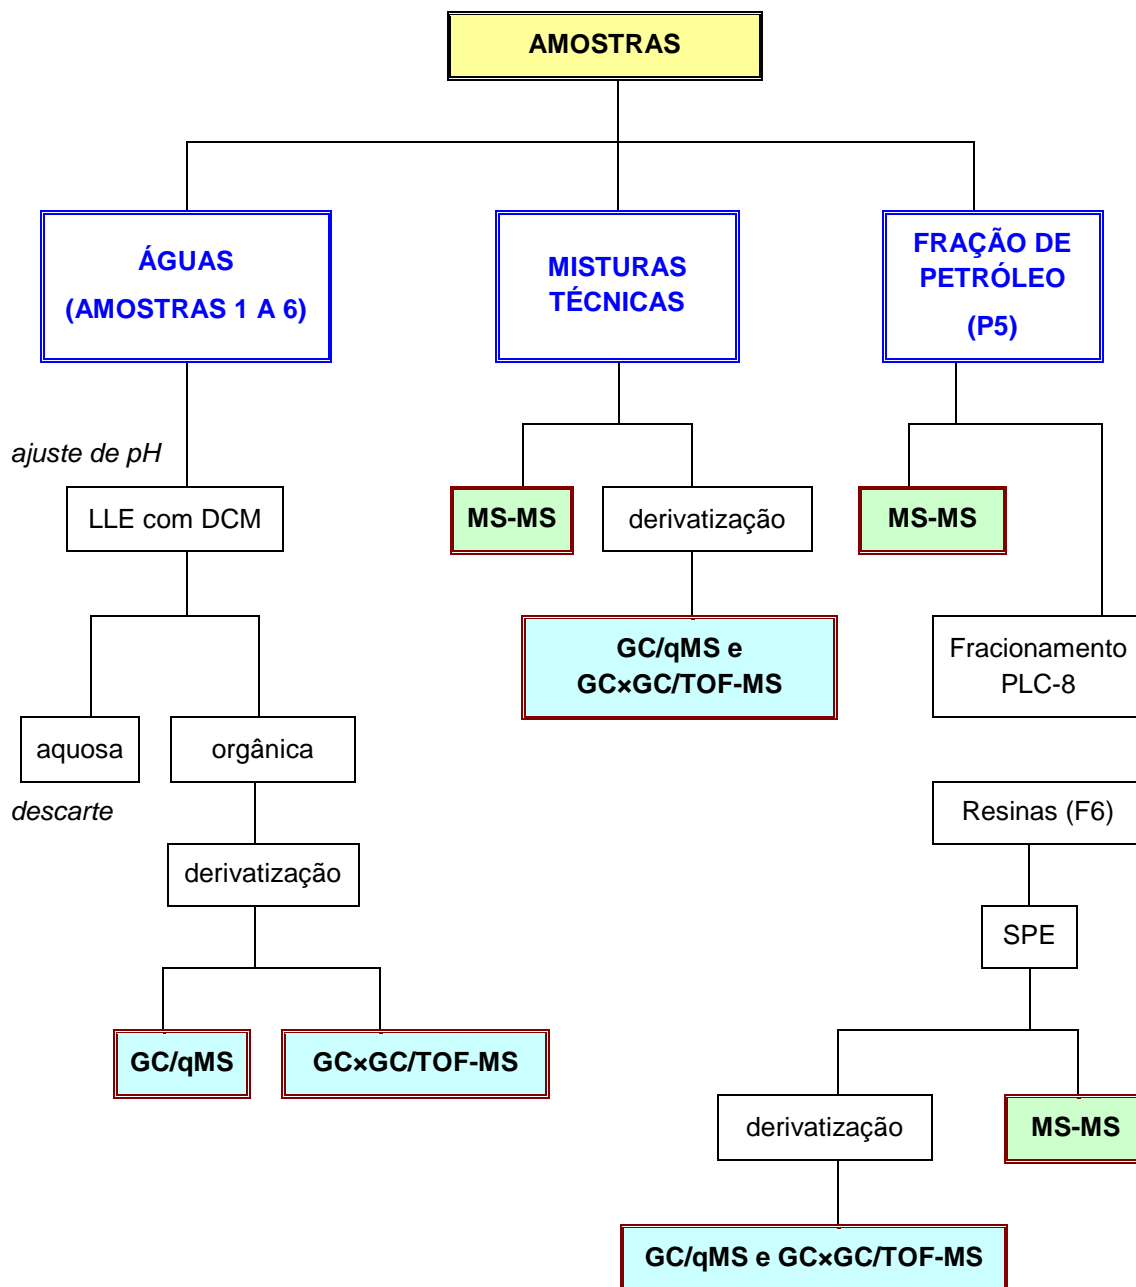 AMOSTRAS
ÁGUAS
(AMOSTRAS 1 A 6)
MISTURAS
TÉCNICAS
FRAÇÃO DE
PETRÓLEO
(P5)
ajuste de pH
LLE com DCM
MS-MS
derivatização
MS-MS
GC/qMS e
GC×GC/TOF-MS
Fracionamento
PLC-8
aquosa
orgânica
descarte
Resinas (F6)
derivatização
SPE
GC/qMS
GC×GC/TOF-MS
derivatização
MS-MS
GC/qMS e GC×GC/TOF-MS